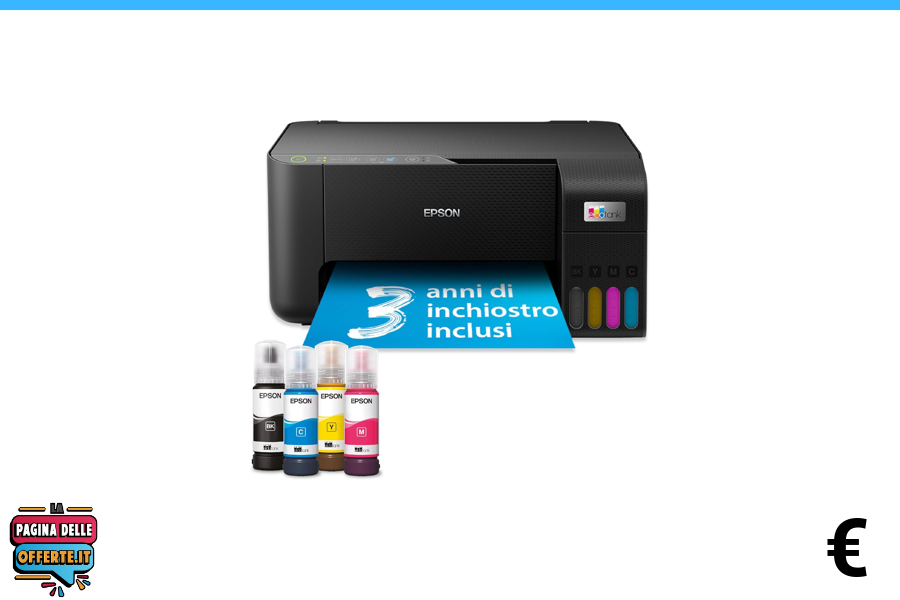 EPSON
EcoTank
BK Y M C
3 anni di
inchiostro
inclusi
EPSON
EPSON
EPSON
EPSON
BK
C
Y
M
LA
PAGINA DELLE
OFFERTE.IT
€